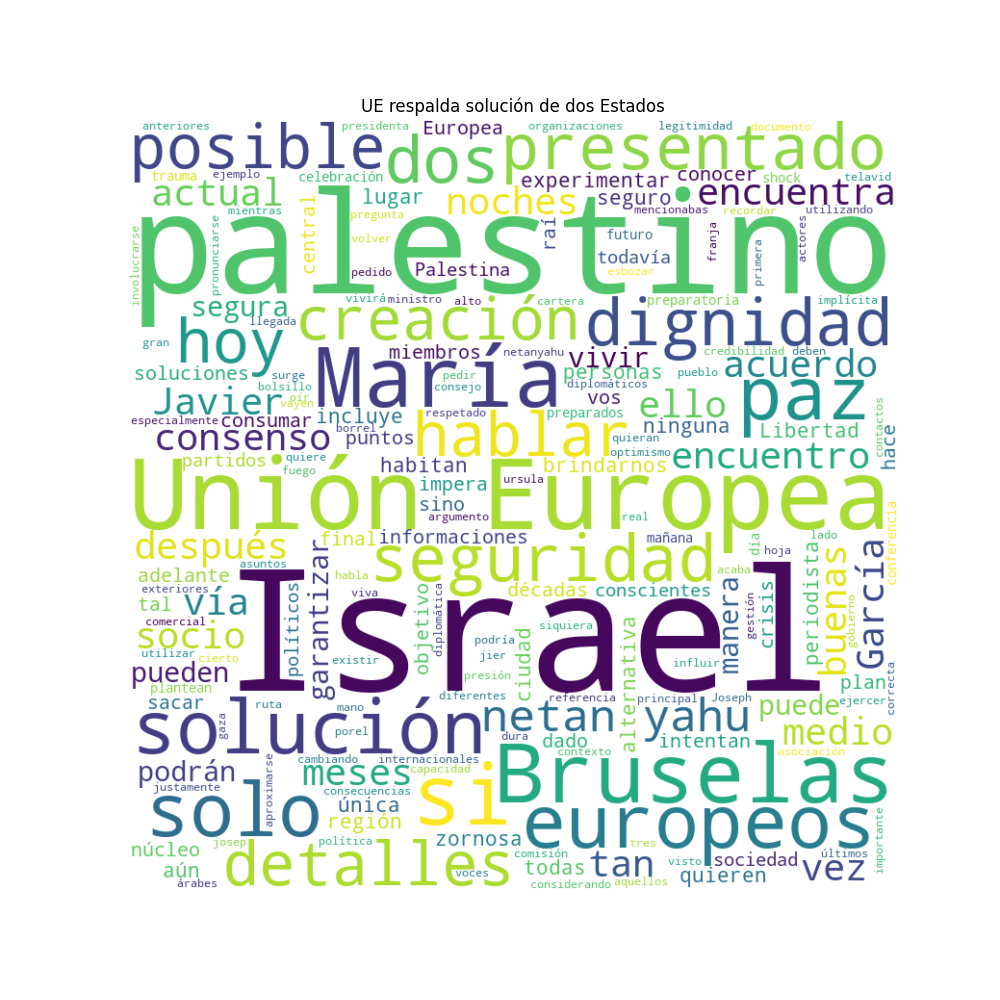 UE respalda solución de dos Estados
anteriores presidenta Europea organizaciones legitimidad documento
posible dos presentado
trauma ejemplo celebración experimentar conocer shock telavid
actual lugar noches seguro encuentra
mientras central pregunta raí mencionabas recordar utilizando
involucrarse pronunciarse palestino volver futuro franja primera actores
pedido Palestina todavía esbozar
segura vivirá ministro alto cartera preparatoria implícita
llegada creación dignidad
gran hoy miembros netanyahu vivir credibilidad deben
soluciones surge María pedir personas pueblo acuerdo
bolsillo oír consejo diplomáticos
Javier vayen incluye vos ello paz
especialmente consumar respetado preparados ninguna Libertad contactos
consenso puntos borrel hablar quieran optimismo hace
partidos quiere habitan brindarnos encuentro
fuego impera ursula
Unión Europea
sino argumento real
después final informaciones mañana día lado conferencia
asuntos seguridad hoja
adelante habla acaba
exteriores garantizar viva décadas conscientes manera crisis periodista buenas García
tal vía políticos Israel objetivo diplomática gestión gobierno
comercial socio siquiera
utilizar cierto existir podría jier influir
pueden presión ciudad alternativa plan correcta
plantean ruta diferentes referencia principal Joseph ejercer
sacar mano netan yahu puede
gaza solución porel dura dado intentan medio
cambiando internacionales contexto asociación
podrán aproximarse meses capacidad Bruselas
justamente consecuencias
solo única si europeos
región zornosa tres
núcleo josep política comisión visto sociedad últimos importante
aún detalles voces todas tan quieren vez
árabes considerando aquellos